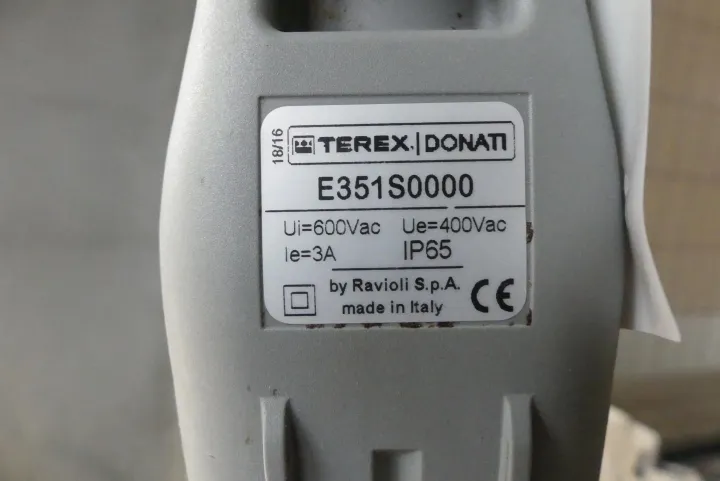 18/16
TEREX. | DONATI
E351S0000
Ui=600Vac Ue=400Vac
Ie=3A IP65
by Ravioli S.p.A.
made in Italy
CE